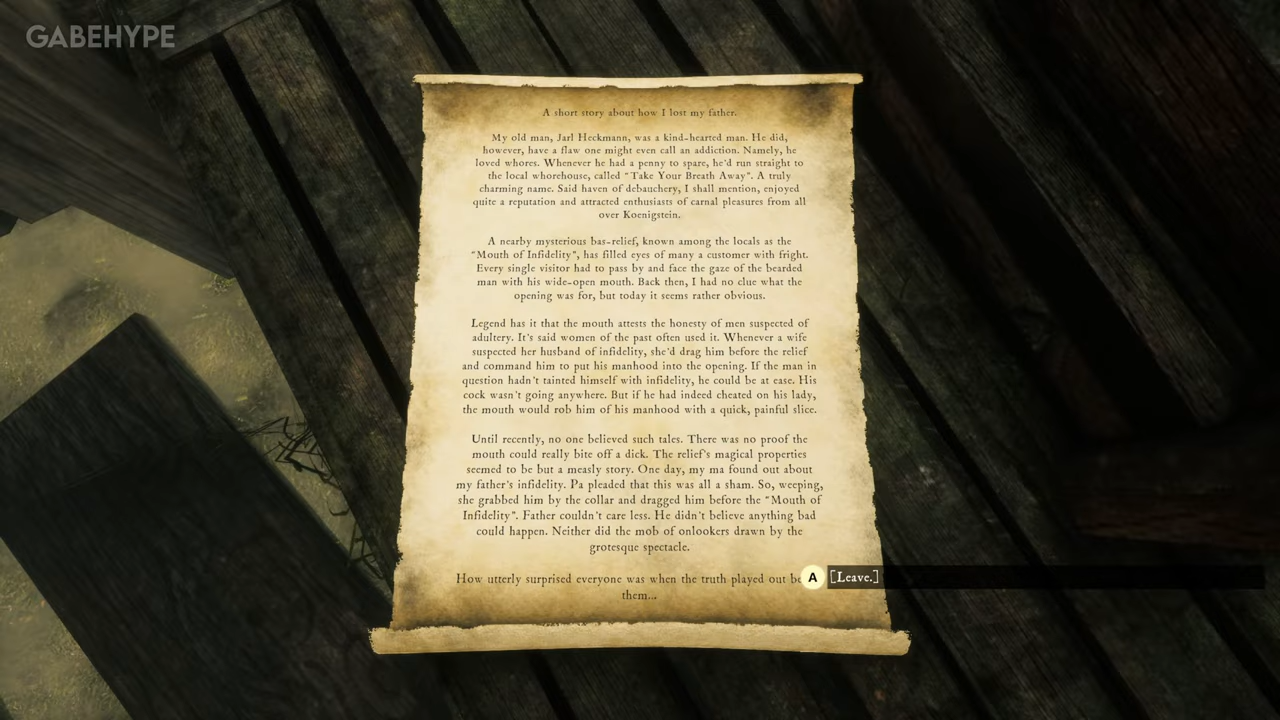 GABEHYPE
A short story about how I lost my father.
My old man, Jarl Heckmann, was a kind-hearted man. He did,
however, have a flaw one might even call an addiction. Namely, he
loved whores. Whenever he had a penny to spare, he'd run straight to
the local whorehouse, called "Take Your Breath Away". A truly
charming name. Said haven of debauchery, I shall mention, enjoyed
quite a reputation and attracted enthusiasts of carnal pleasures from all
over Koenigstein.
A nearby mysterious bas-relief, known among the locals as the
"Mouth of Infidelity", has filled eyes of many a customer with fright.
Every single visitor had to pass by and face the gaze of the bearded
man with his wide-open mouth. Back then, I had no clue what the
opening was for, but today it seems rather obvious.
Legend has it that the mouth attests the honesty of men suspected of
adultery. It's said women of the past often used it. Whenever a wife
suspected her husband of infidelity, she'd drag him before the relief
and command him to put his manhood into the opening. If the man in
question hadn't tainted himself with infidelity, he could be at ease. His
cock wasn't going anywhere. But if he had indeed cheated on his lady,
the mouth would rob him of his manhood with a quick, painful slice.
Until recently, no one believed such tales. There was no proof the
mouth could really bite off a dick. The relief's magical properties
seemed to be but a measly story. One day, my ma found out about
my father's infidelity. Pa pleaded that this was all a sham. So, weeping,
she grabbed him by the collar and dragged him before the "Mouth of
Infidelity". Father couldn't care less. He didn't believe anything bad
could happen. Neither did the mob of onlookers drawn by the
grotesque spectacle.
How utterly surprised everyone was when the truth played out be
A [Leave.]
them...